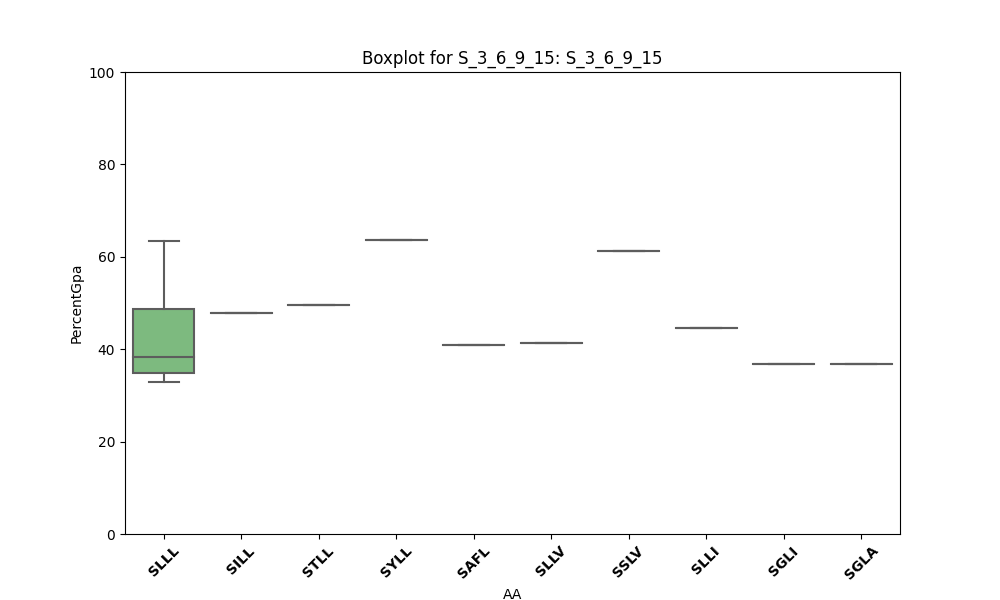 Boxplot for S_3_6_9_15: S_3_6_9_15
100
80
60
40
20
0
PercentGpa
SLLL
SILL
STLL
SYLL
SAFL
SLLV
SSLV
SLLI
SGLI
SGLA
AA